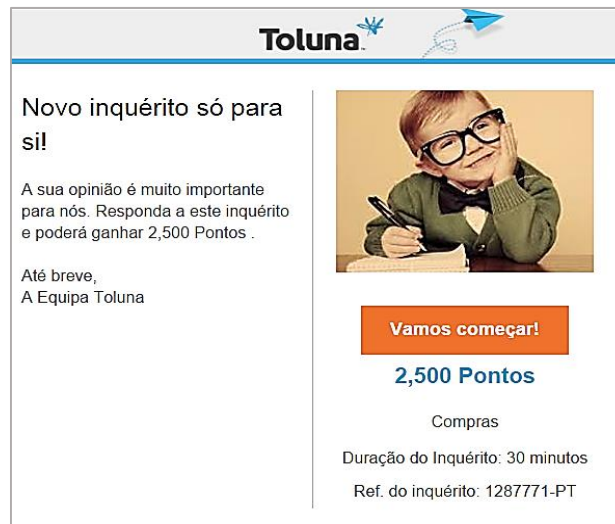 Toluna
Novo inquérito só para
si!
A sua opinião é muito importante
para nós. Responda a este inquérito
e poderá ganhar 2,500 Pontos .
Até breve,
A Equipa Toluna
Vamos começar!
2,500 Pontos
Compras
Duração do Inquérito: 30 minutos
Ref. do inquérito: 1287771-PT